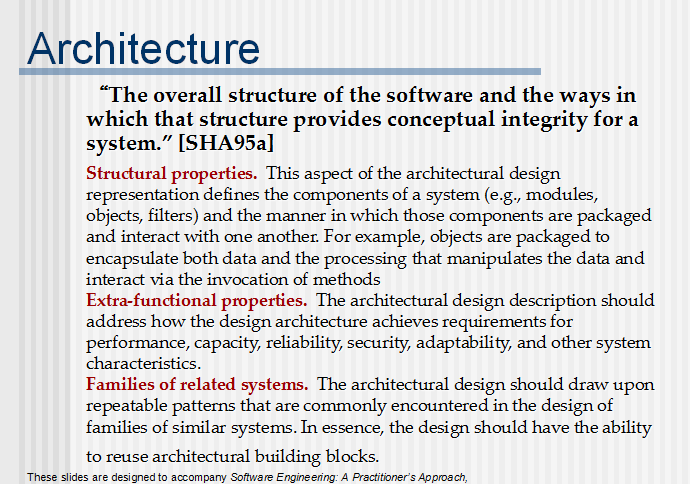 Architecture
“The overall structure of the software and the ways in
which that structure provides conceptual integrity for a
system.” [SHA95a]
Structural properties. This aspect of the architectural design
representation defines the components of a system (e.g., modules,
objects, filters) and the manner in which those components are packaged
and interact with one another. For example, objects are packaged to
encapsulate both data and the processing that manipulates the data and
interact via the invocation of methods
Extra-functional properties. The architectural design description should
address how the design architecture achieves requirements for
performance, capacity, reliability, security, adaptability, and other system
characteristics.
Families of related systems. The architectural design should draw upon
repeatable patterns that are commonly encountered in the design of
families of similar systems. In essence, the design should have the ability
to reuse architectural building blocks.
These slides are designed to accompany Software Engineering: A Practitioner’s Approach,